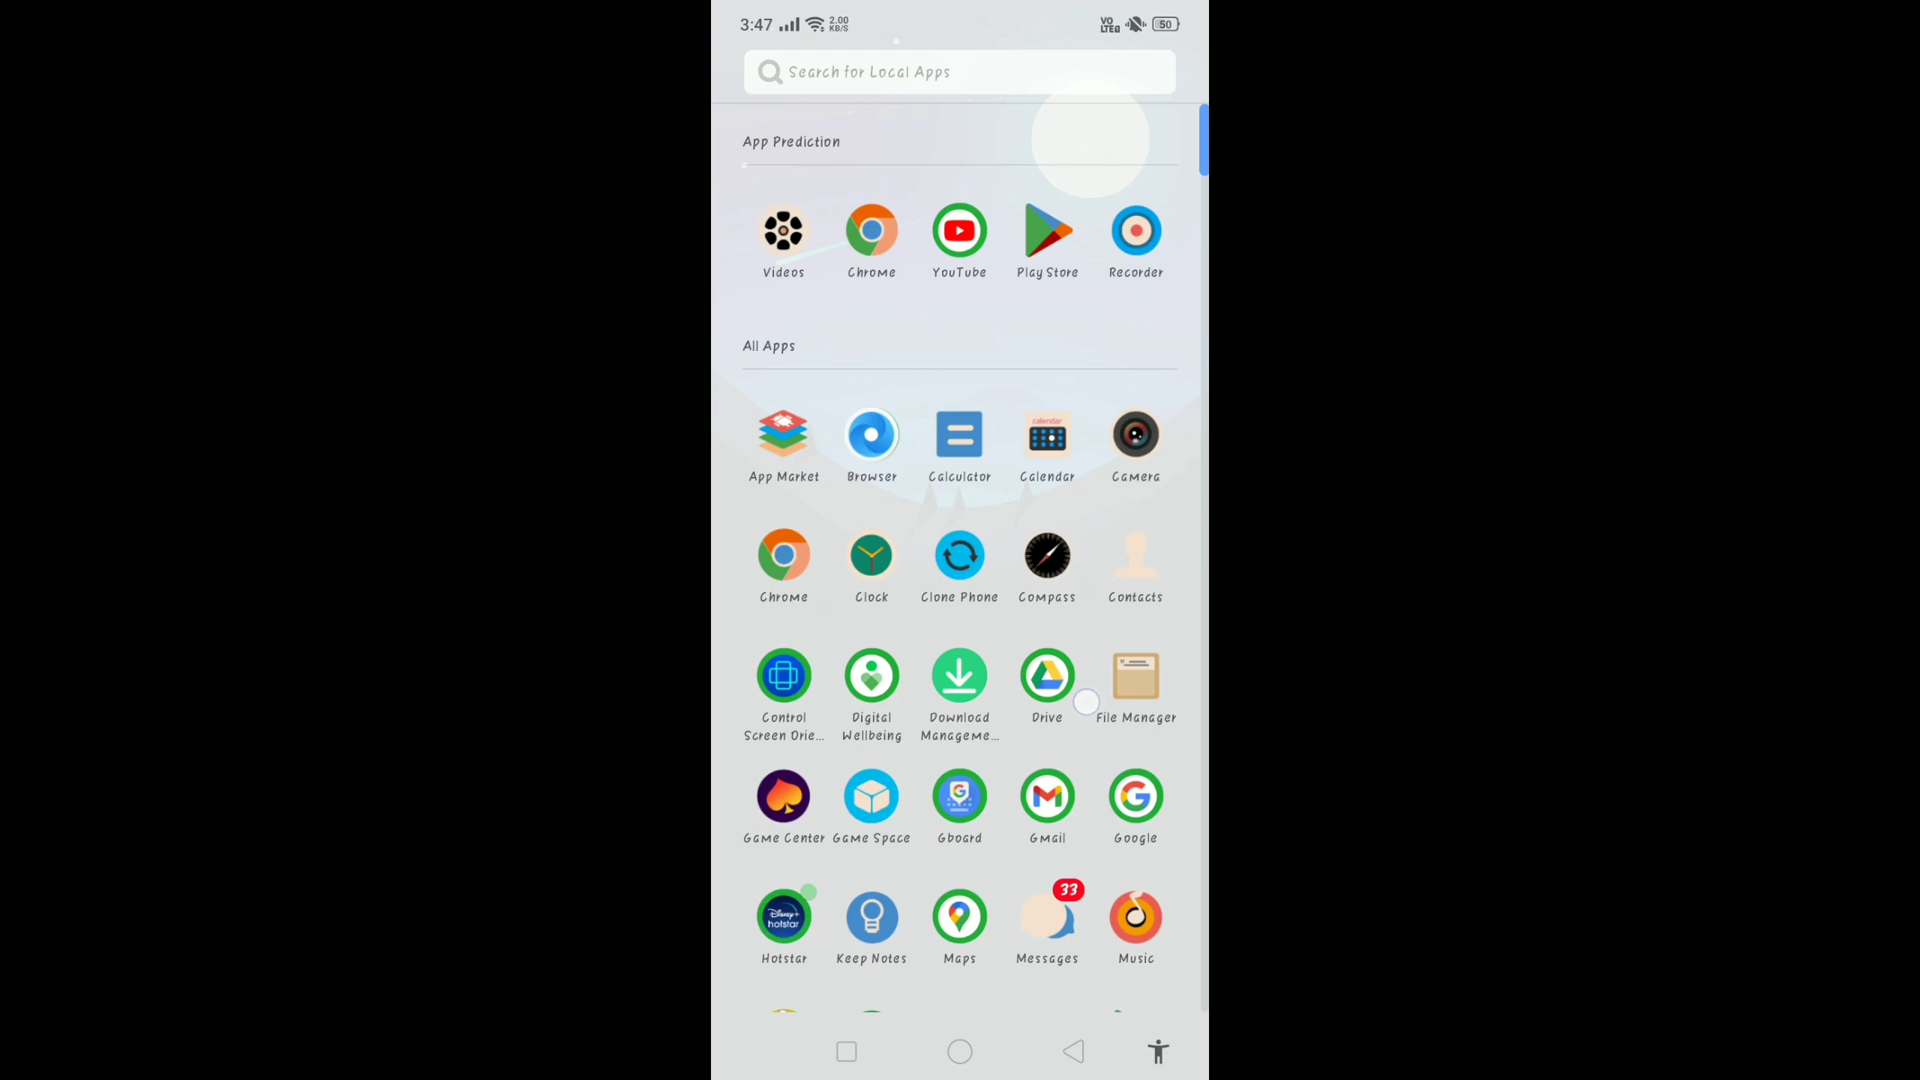 3:47 2.00 KB/S VO LTE 50
Search for Local Apps
App Prediction
Videos Chrome YouTube Play Store Recorder
All Apps
calendar
App Market Browser Calculator Calendar Camera
Chrome Clock Clone Phone Compass Contacts
Control Digital Download Drive File Manager
Screen Orie... Wellbeing Manageme...
Game Center Game Space Gboard Gmail Google
33
Disney+
hotstar
Hotstar Keep Notes Maps Messages Music